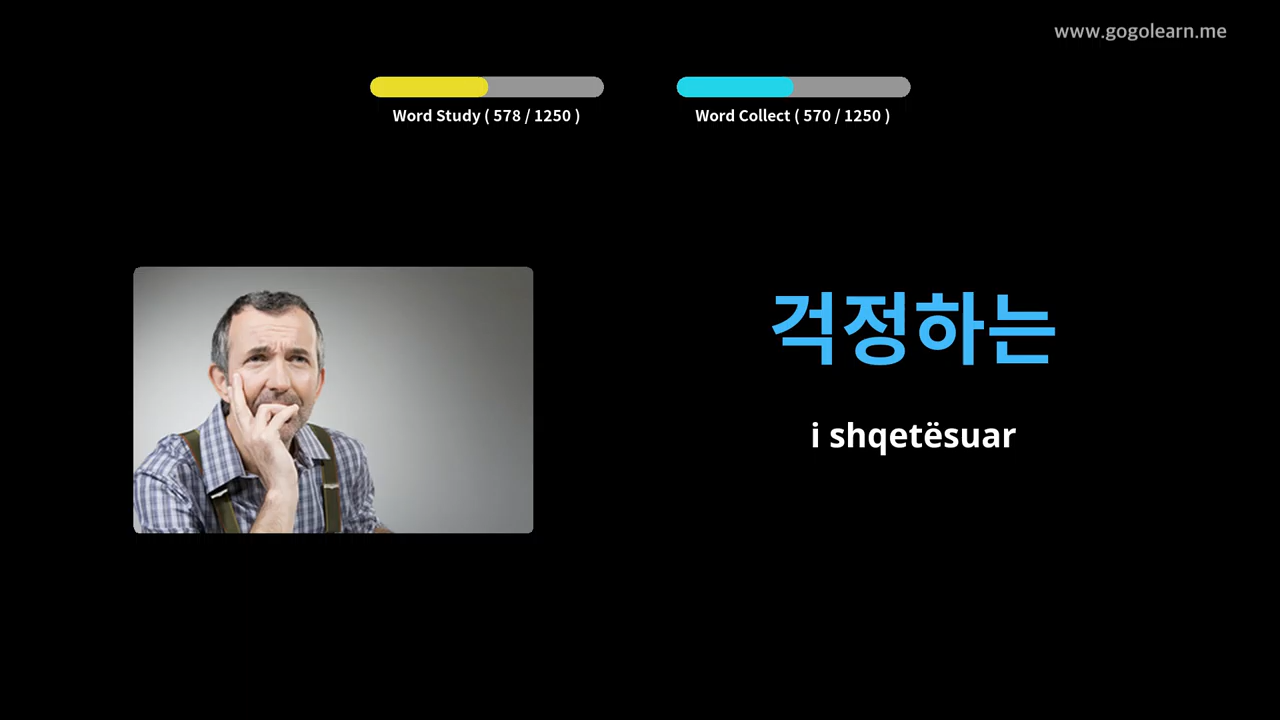 www.gogolearn.me
Word Study ( 578 / 1250 )
Word Collect ( 570 / 1250 )
걱정하는
i shqetësuar